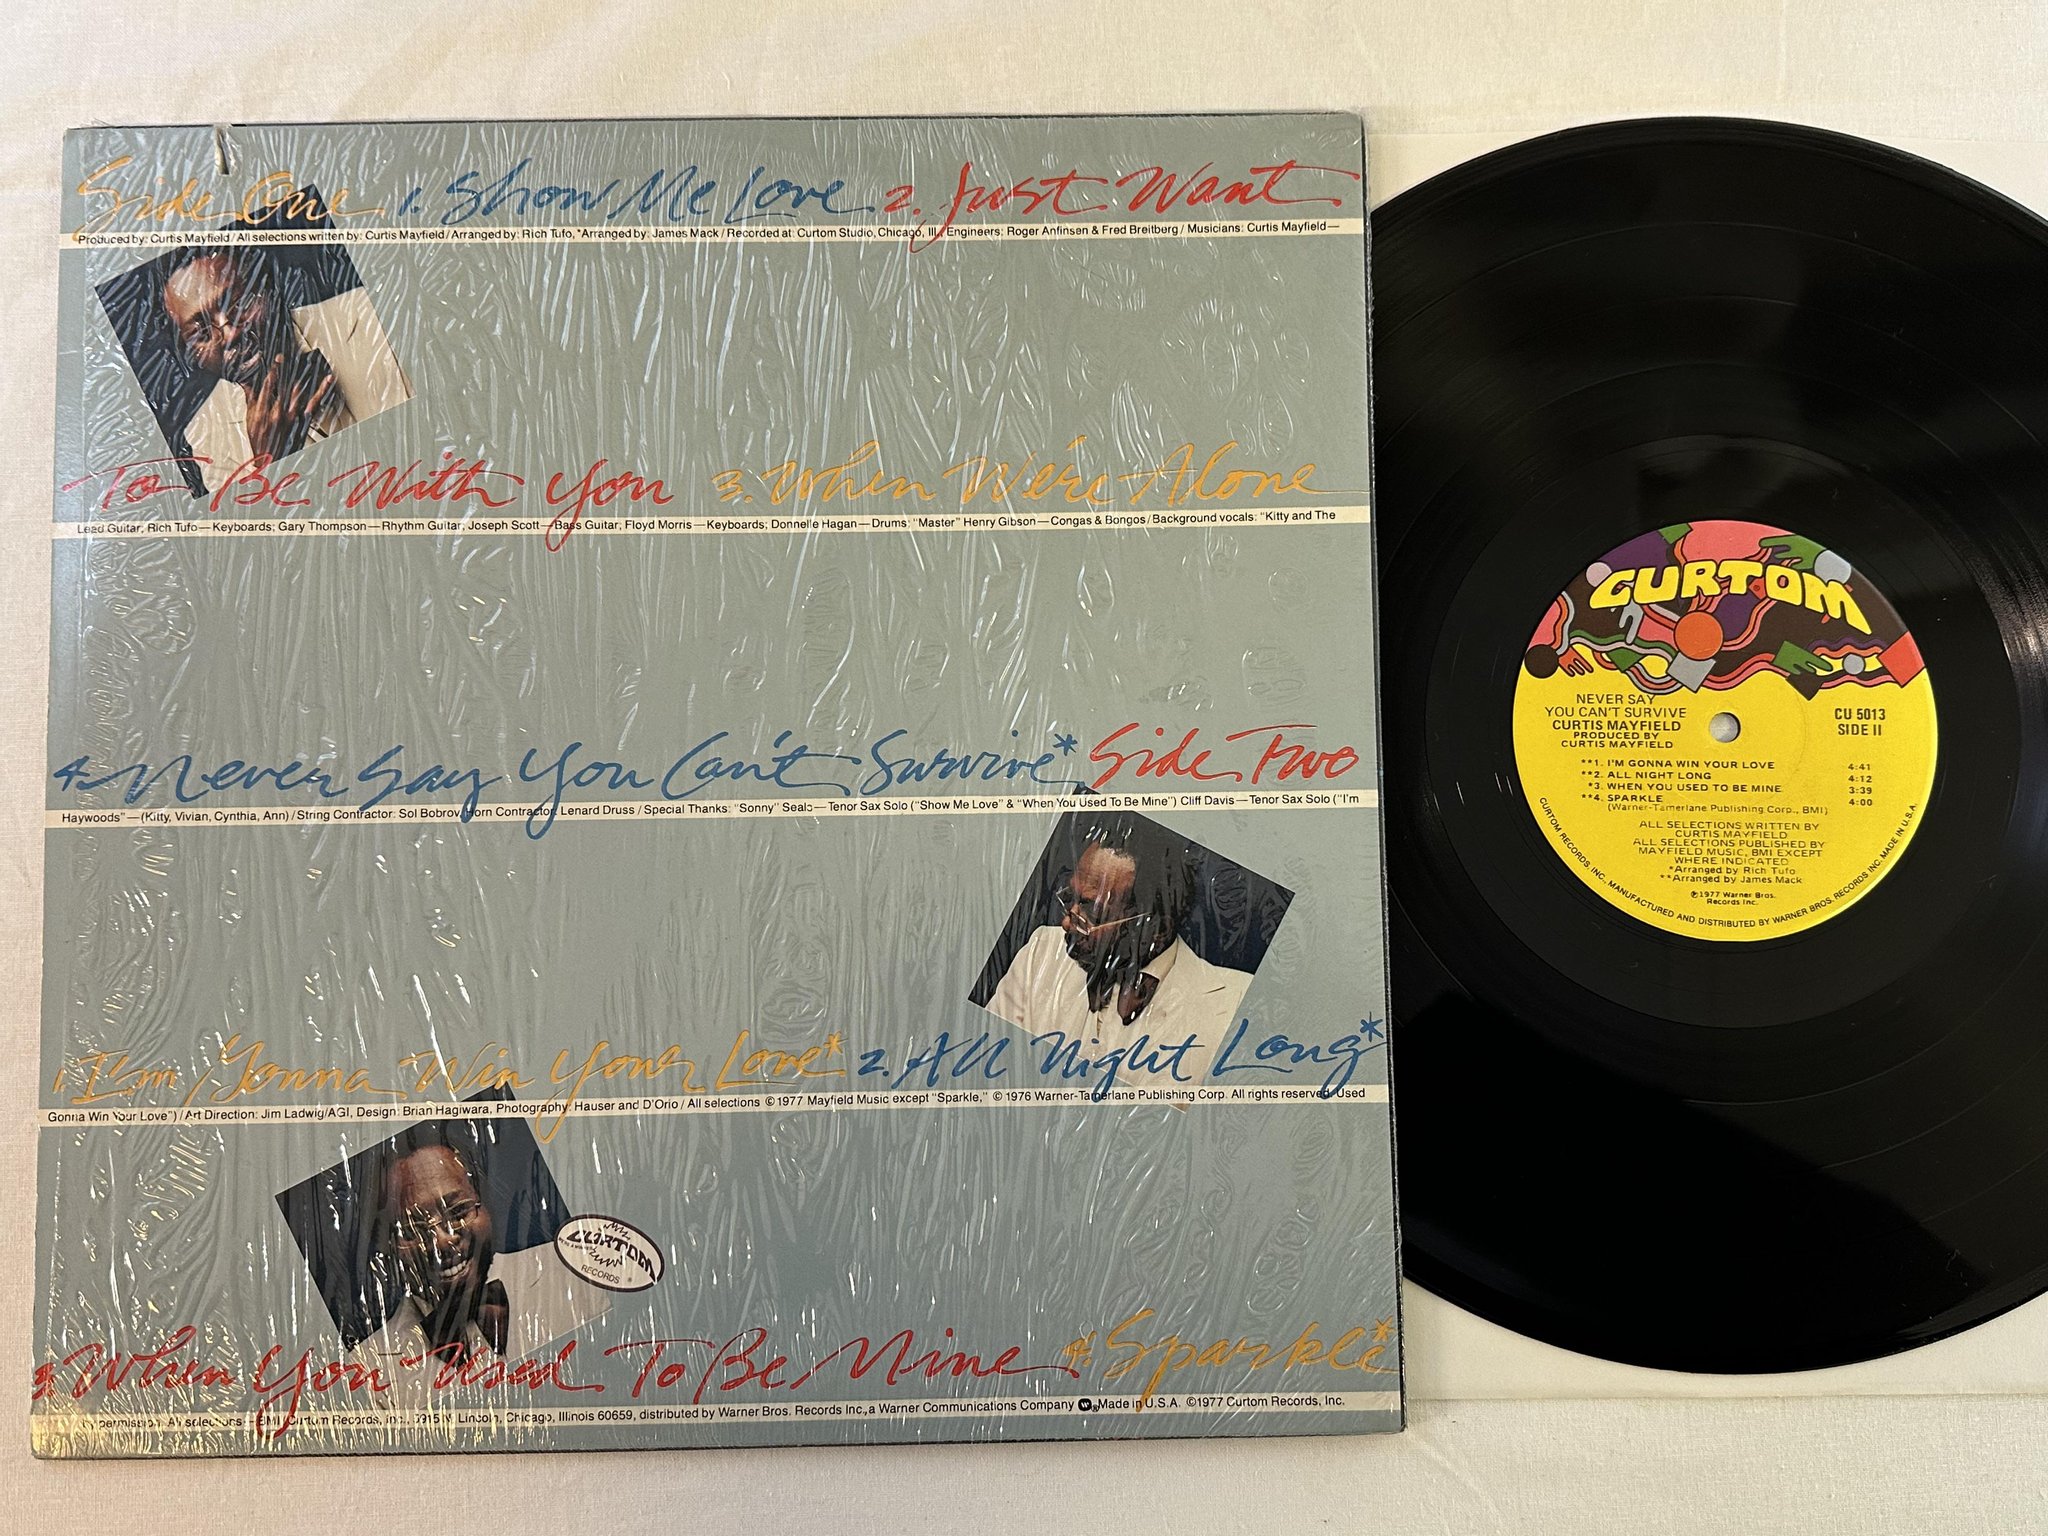 Side One 1. Show Me Love 2. Just Want
Produced by: Curtis Mayfield / All selections written by: Curtis Mayfield / Arranged by: Rich Tufo, *Arranged by: James Mack / Recorded at: Curtom Studio, Chicago, Ill., Engineers: Roger Anfinsen & Fred Breitberg / Musicians: Curtis Mayfield—
To Be With You 3. When We're Alone
Lead Guitar; Rich Tufo—Keyboards; Gary Thompson—Rhythm Guitar; Joseph Scott—Bass Guitar; Floyd Morris—Keyboards; Donnelle Hagan—Drums; "Master" Henry Gibson—Congas & Bongos / Background vocals: "Kitty and The
4. Never Say You Can't Survive* Side Two
Haywoods"—(Kitty, Vivian, Cynthia, Ann) / String Contractor: Sol Bobrov, Horn Contractor: Lenard Druss / Special Thanks: "Sonny" Seals—Tenor Sax Solo ("Show Me Love" & "When You Used To Be Mine") Cliff Davis—Tenor Sax Solo ("I'm
1. I'm Gonna Win Your Love* 2. All Night Long*
Gonna Win Your Love") / Art Direction: Jim Ladwig/AGI, Design: Brian Hagiwara, Photography: Hauser and D'Orio / All selections ©1977 Mayfield Music except "Sparkle," © 1976 Warner-Tamerlane Publishing Corp. All rights reserved. Used
CURTOM
RECORDS ®
3. When You Used To Be Mine 4. Sparkle*
by permission. All selections—BMI / Curtom Records, Inc., 5915 N. Lincoln, Chicago, Illinois 60659, distributed by Warner Bros. Records Inc., a Warner Communications Company ® Made in U.S.A. ©1977 Curtom Records, Inc.
CURTOM
NEVER SAY
YOU CAN'T SURVIVE
CURTIS MAYFIELD
PRODUCED BY
CURTIS MAYFIELD
CU 5013
SIDE II
**1. I'M GONNA WIN YOUR LOVE 4:41
**2. ALL NIGHT LONG 4:12
*3. WHEN YOU USED TO BE MINE 3:39
**4. SPARKLE 4:00
(Warner-Tamerlane Publishing Corp., BMI)
ALL SELECTIONS WRITTEN BY
CURTIS MAYFIELD
ALL SELECTIONS PUBLISHED BY
MAYFIELD MUSIC, BMI EXCEPT
WHERE INDICATED
*Arranged by Rich Tufo
**Arranged by James Mack
℗1977 Warner Bros.
Records Inc.
CURTOM RECORDS, INC., MANUFACTURED AND DISTRIBUTED BY WARNER BROS. RECORDS INC. MADE IN U.S.A.